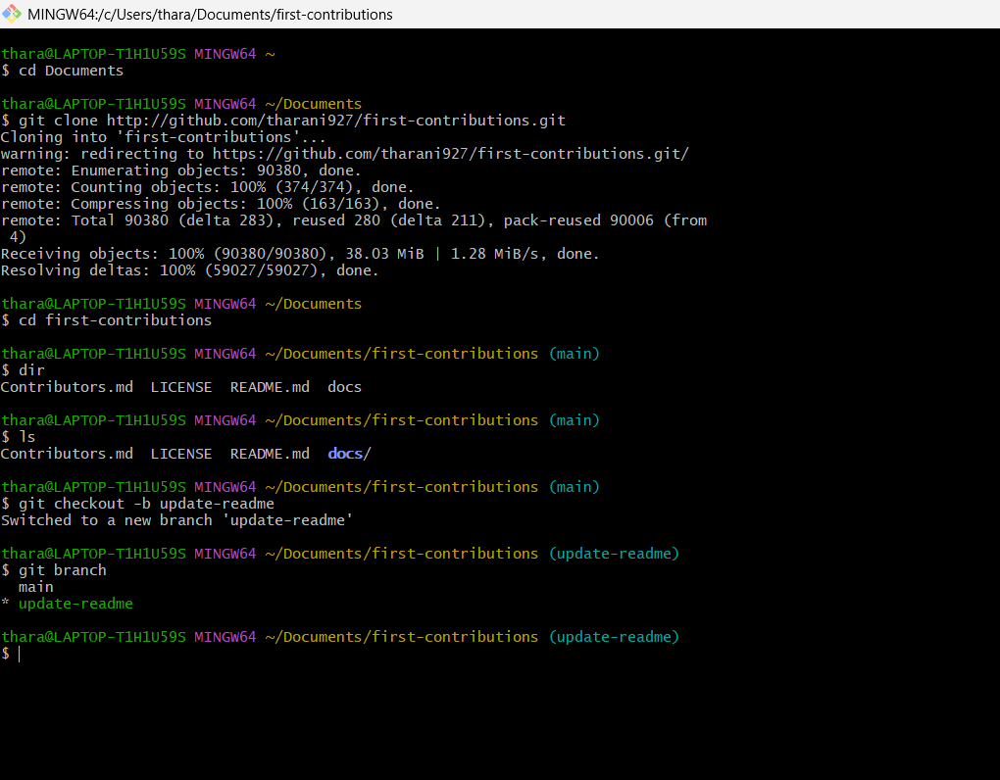 MINGW64:/c/Users/thara/Documents/first-contributions
thara@LAPTOP-T1H1U59S MINGW64 ~
$ cd Documents
thara@LAPTOP-T1H1U59S MINGW64 ~/Documents
$ git clone http://github.com/tharani927/first-contributions.git
Cloning into 'first-contributions'...
warning: redirecting to https://github.com/tharani927/first-contributions.git/
remote: Enumerating objects: 90380, done.
remote: Counting objects: 100% (374/374), done.
remote: Compressing objects: 100% (163/163), done.
remote: Total 90380 (delta 283), reused 280 (delta 211), pack-reused 90006 (from
 4)
Receiving objects: 100% (90380/90380), 38.03 MiB | 1.28 MiB/s, done.
Resolving deltas: 100% (59027/59027), done.
thara@LAPTOP-T1H1U59S MINGW64 ~/Documents
$ cd first-contributions
thara@LAPTOP-T1H1U59S MINGW64 ~/Documents/first-contributions (main)
$ dir
Contributors.md  LICENSE  README.md  docs
thara@LAPTOP-T1H1U59S MINGW64 ~/Documents/first-contributions (main)
$ ls
Contributors.md  LICENSE  README.md  docs/
thara@LAPTOP-T1H1U59S MINGW64 ~/Documents/first-contributions (main)
$ git checkout -b update-readme
Switched to a new branch 'update-readme'
thara@LAPTOP-T1H1U59S MINGW64 ~/Documents/first-contributions (update-readme)
$ git branch
  main
* update-readme
thara@LAPTOP-T1H1U59S MINGW64 ~/Documents/first-contributions (update-readme)
$